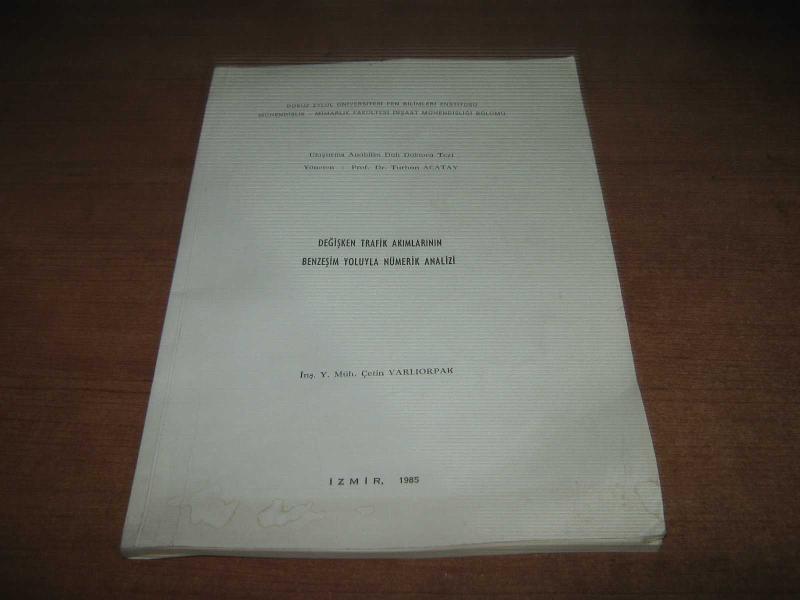 DOKUZ EYLÜL ÜNİVERSİTESİ FEN BİLİMLERİ ENSTİTÜSÜ
MÜHENDİSLİK - MİMARLIK FAKÜLTESİ İNŞAAT MÜHENDİSLİĞİ BÖLÜMÜ
Ulaştırma Anabilim Dalı Doktora Tezi
Yöneten : Prof. Dr. Turhan ACATAY
DEĞİŞKEN TRAFİK AKIMLARININ
BENZEŞİM YOLUYLA NÜMERİK ANALİZİ
İnş. Y. Müh. Çetin VARLIORPAK
İZMİR, 1985